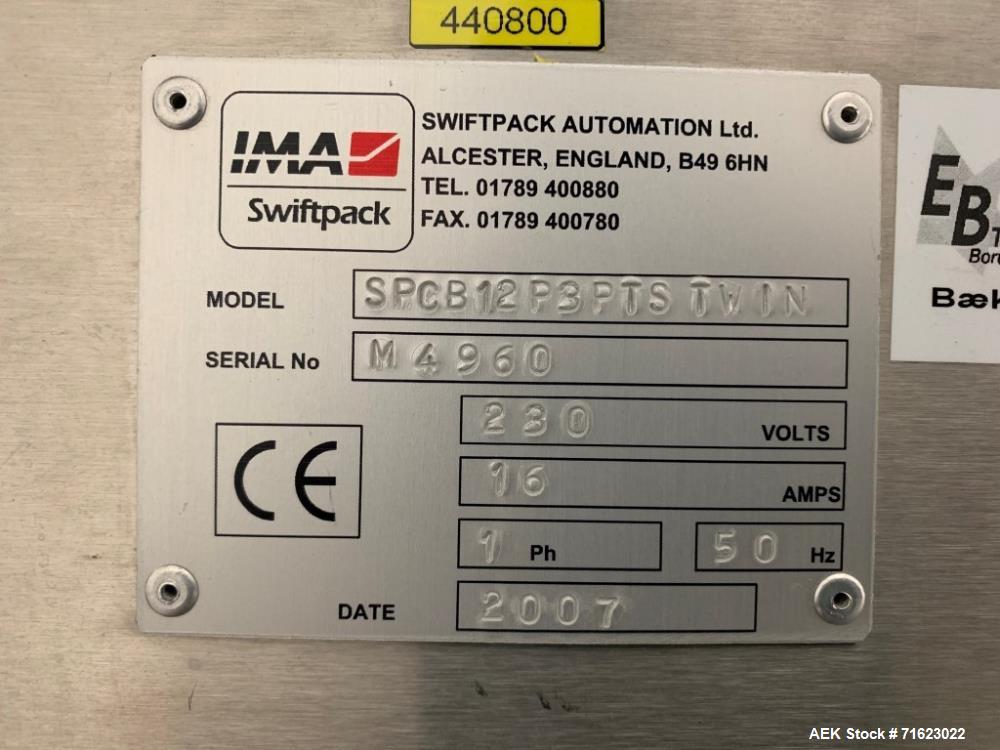 440800
IMA
Swiftpack
SWIFTPACK AUTOMATION Ltd.
ALCESTER, ENGLAND, B49 6HN
TEL. 01789 400880
FAX. 01789 400780
MODEL SPCB12P3PTS TWIN
SERIAL No M4960
230 VOLTS
CE
16 AMPS
1 Ph 50 Hz
DATE 2007
EB
Bor
Bæk
AEK Stock # 71623022